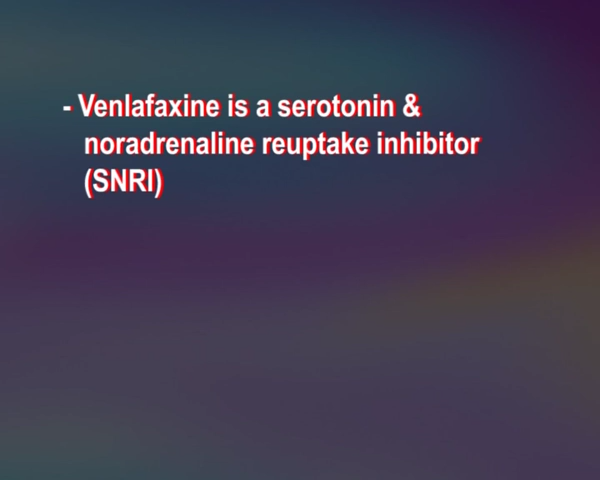 - Venlafaxine is a serotonin &
noradrenaline reuptake inhibitor
(SNRI)